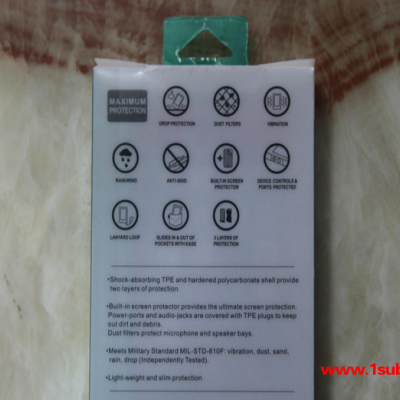 MAXIMUM
PROTECTION
DROP PROTECTION
DUST FILTERS
VIBRATION
RAIN/WIND
ANTI-SKID
BUILT-IN SCREEN
PROTECTOR
DEVICE CONTROLS &
PORTS PROTECTED
LANYARD LOOP
SLIDES IN & OUT OF
POCKETS WITH EASE
2 LAYERS OF
PROTECTION
•Shock-absorbing TPE and hardened polycarbonate shell provide
two layers of protection.
•Built-in screen protector provides the ultimate screen protection.
Power-ports and audio-jacks are covered with TPE plugs to keep
out dirt and debris.
Dust filters protect microphone and speaker bays.
•Meets Military Standard MIL-STD-810F: vibration, dust, sand,
rain, drop (Independently Tested).
•Light-weight and slim protection
www.1sub